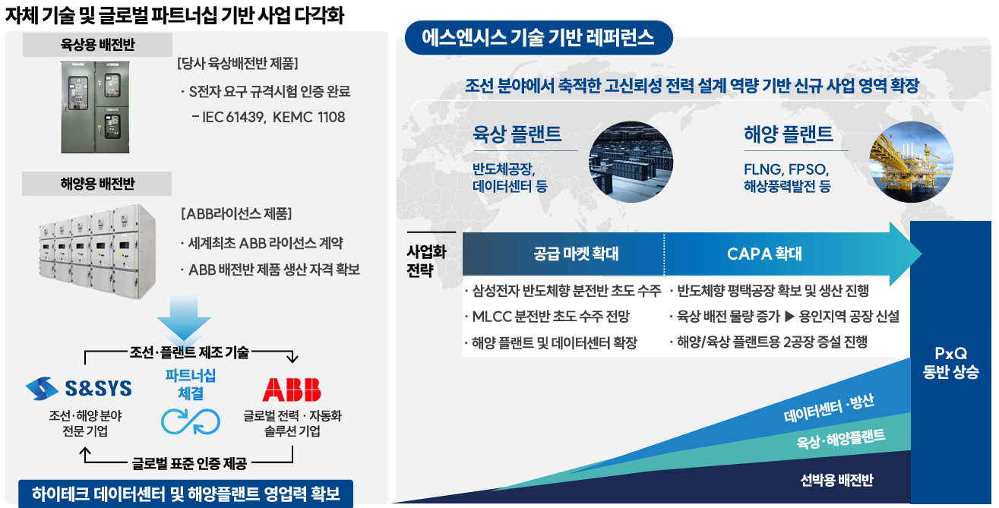 자체 기술 및 글로벌 파트너십 기반 사업 다각화
육상용 배전반
[당사 육상배전반 제품]
· S전자 요구 규격시험 인증 완료
– IEC 61439, KEMC 1108
해양용 배전반
[ABB라이선스 제품]
· 세계최초 ABB 라이선스 계약
· ABB 배전반 제품 생산 자격 확보
조선·플랜트 제조 기술
S&SYS
조선·해양 분야
전문 기업
파트너십
체결
ABB
글로벌 전력 · 자동화
솔루션 기업
글로벌 표준 인증 제공
하이테크 데이터센터 및 해양플랜트 영업력 확보
에스엔시스 기술 기반 레퍼런스
조선 분야에서 축적한 고신뢰성 전력 설계 역량 기반 신규 사업 영역 확장
육상 플랜트
반도체공장,
데이터센터 등
해양 플랜트
FLNG, FPSO,
해상풍력발전 등
사업화
전략
공급 마켓 확대
· 삼성전자 반도체향 분전반 초도 수주
· MLCC 분전반 초도 수주 전망
· 해양 플랜트 및 데이터센터 확장
CAPA 확대
· 반도체향 평택공장 확보 및 생산 진행
· 육상 배전 물량 증가 ▶ 용인지역 공장 신설
· 해양/육상 플랜트용 2공장 증설 진행
PxQ
동반 상승
데이터센터 ·방산
육상·해양플랜트
선박용 배전반